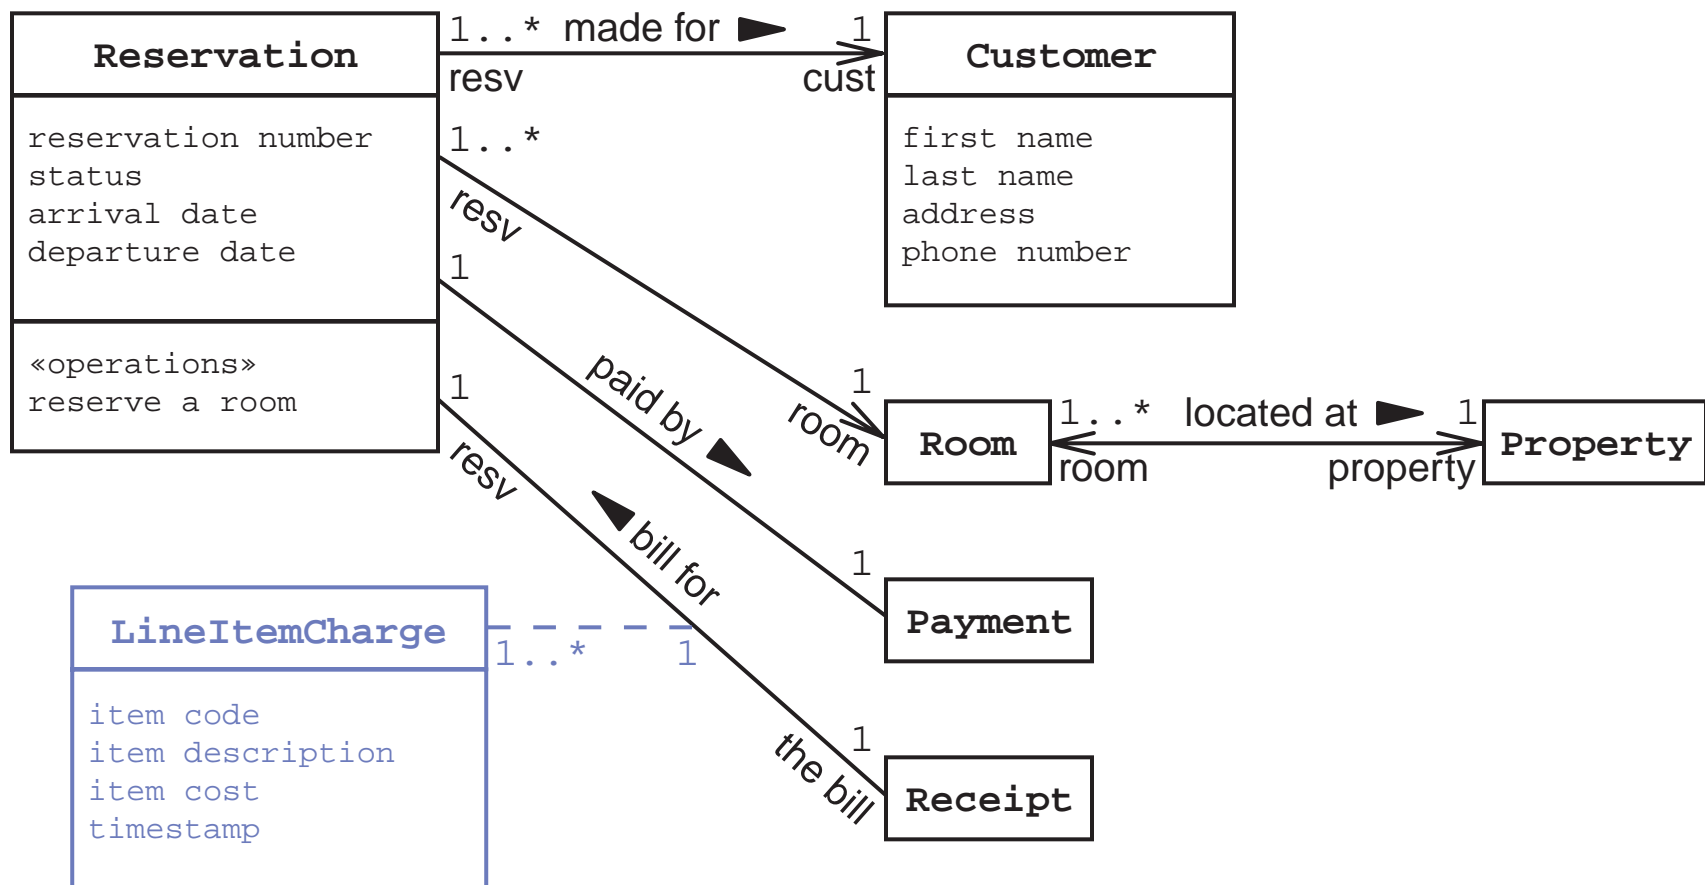 Reservation
reservation number
status
arrival date
departure date
«operations»
reserve a room
1..* made for 1
resv cust
Customer
first name
last name
address
phone number
1..*
resv
1
room
1
paid by
1
1
resv
bill for
1
the bill
Room
1..* located at 1
room property
Property
Payment
Receipt
LineItemCharge
1..* 1
item code
item description
item cost
timestamp